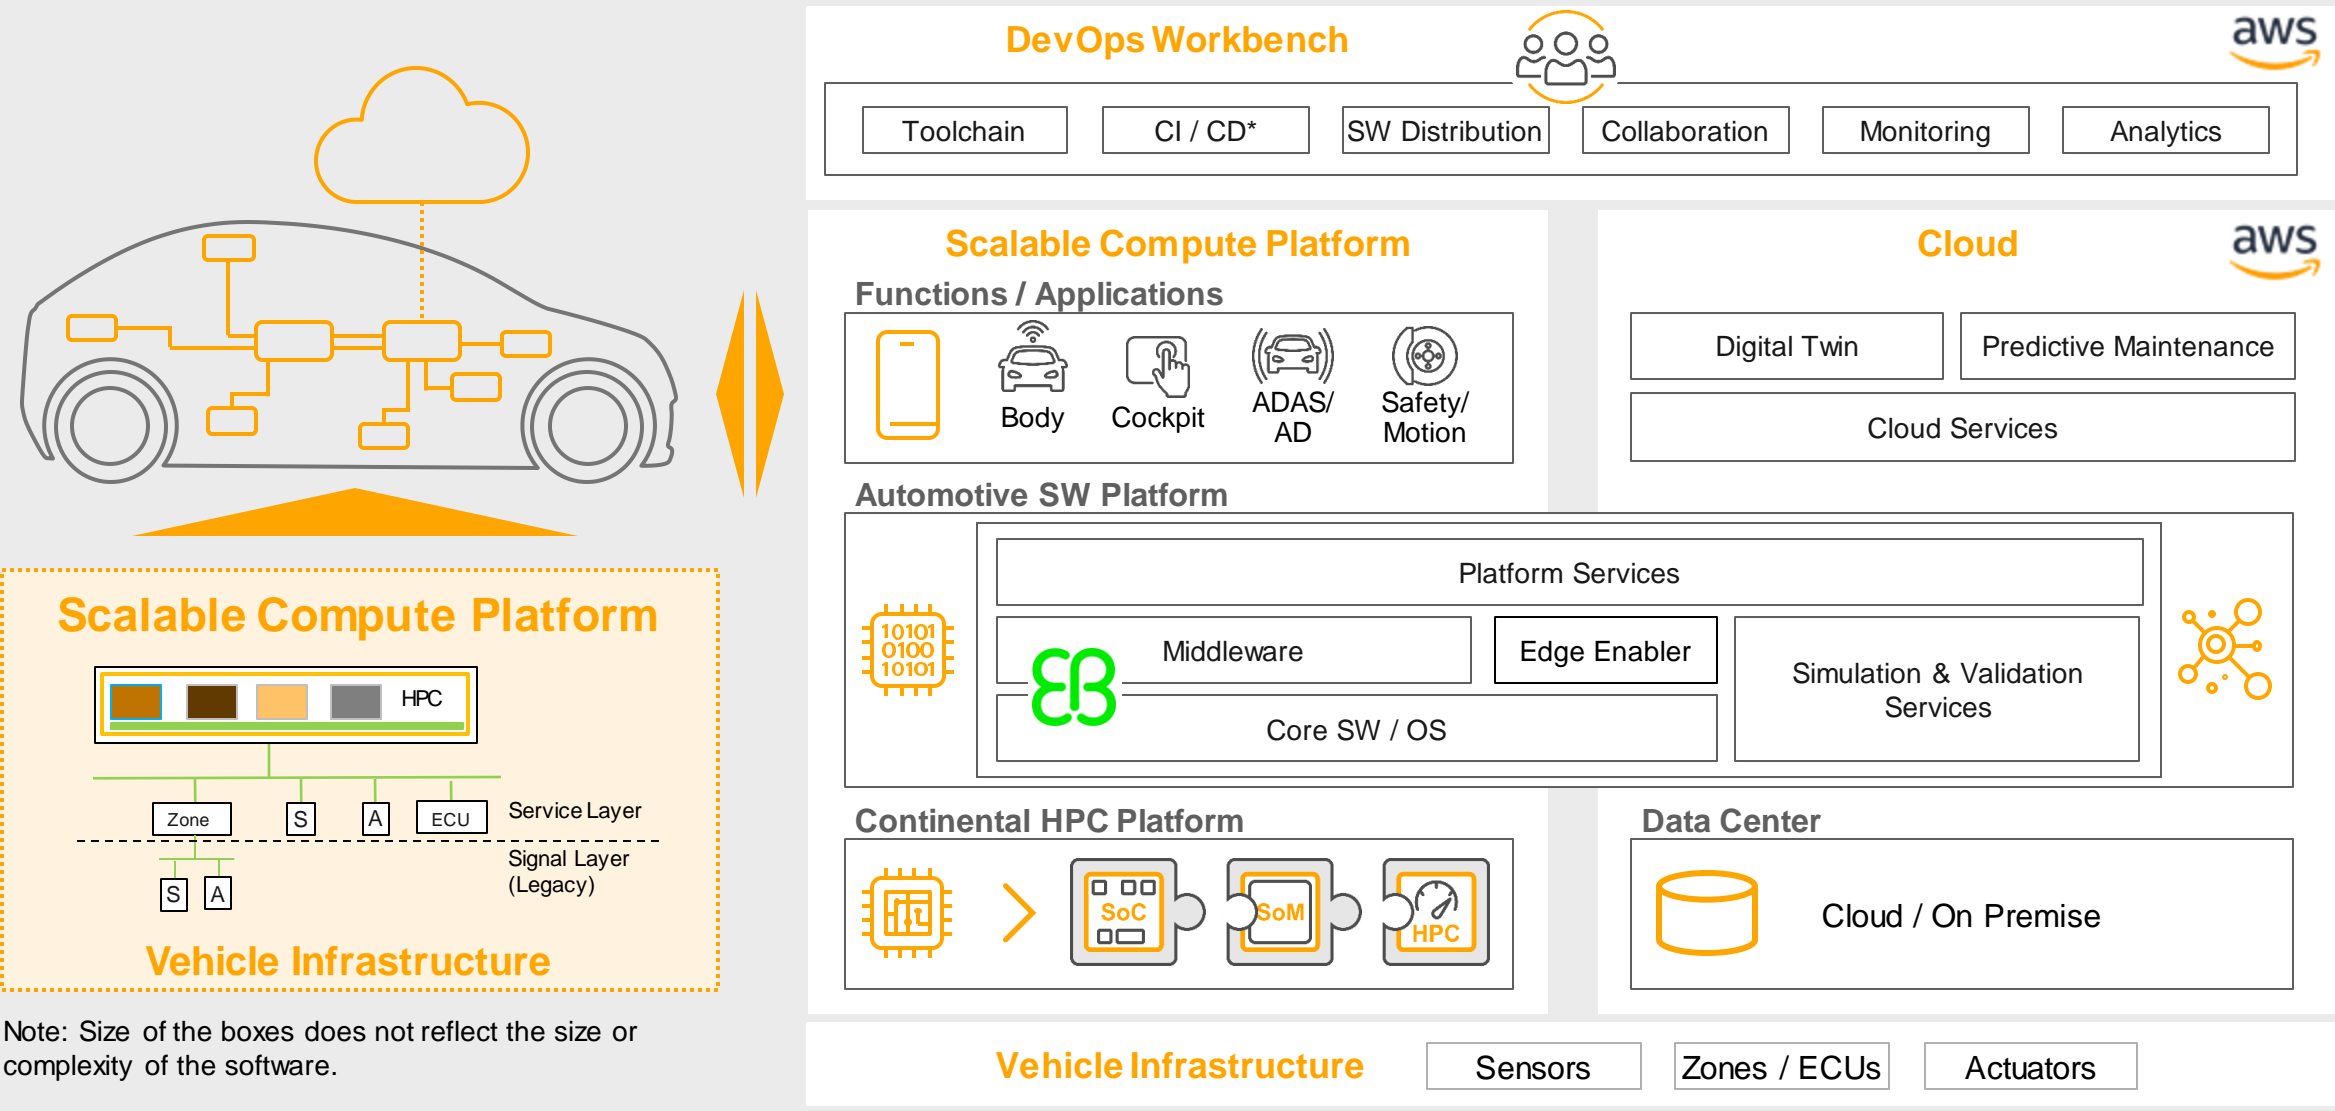 DevOps Workbench
aws
Toolchain
CI / CD*
SW Distribution
Collaboration
Monitoring
Analytics
Scalable Compute Platform
Functions / Applications
Body
Cockpit
ADAS/
AD
Safety/
Motion
Cloud
aws
Digital Twin
Predictive Maintenance
Cloud Services
Automotive SW Platform
10101
0100
10101
Platform Services
Middleware
Edge Enabler
EB
Core SW / OS
Simulation & Validation
Services
Continental HPC Platform
SoC
SoM
HPC
Data Center
Cloud / On Premise
Vehicle Infrastructure
Sensors
Zones / ECUs
Actuators
Scalable Compute Platform
HPC
Zone
S
A
ECU
Service Layer
Signal Layer
(Legacy)
S
A
Vehicle Infrastructure
Note: Size of the boxes does not reflect the size or
complexity of the software.